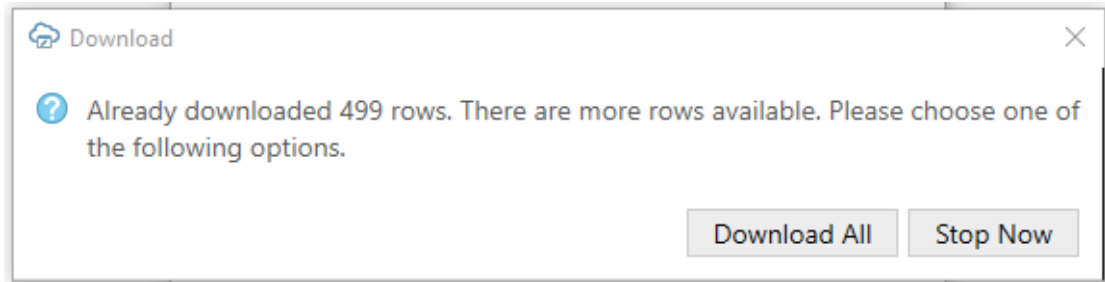 Download
Already downloaded 499 rows. There are more rows available. Please choose one of
the following options.
Download All Stop Now